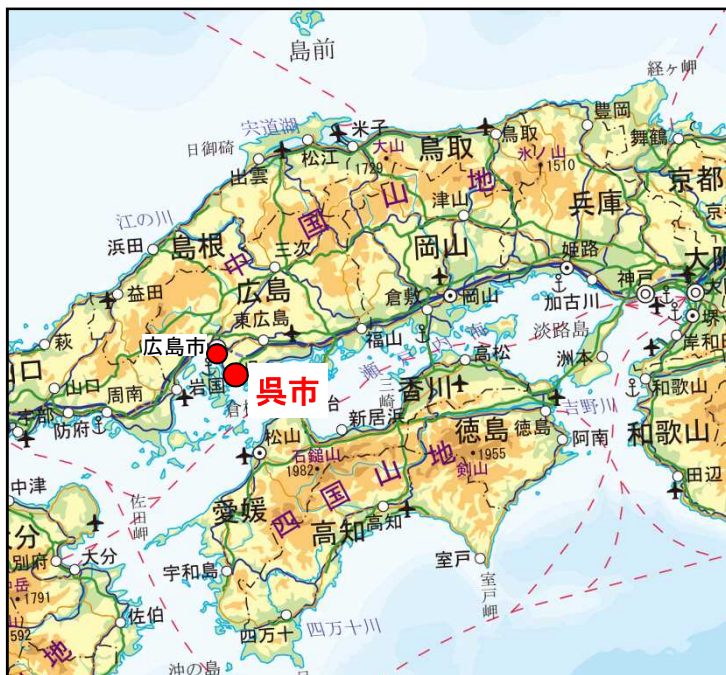 島前
経ヶ岬
宍道湖
米子
鳥取
豊岡
舞鶴
日御碕
松江
大山
1729
鳥取
氷ノ山
1510
京都
出雲
江の川
浜田
島根
三次
中国山地
津山
兵庫
岡山
姫路
大阪
神戸
益田
広島
倉敷
岡山
加古川
堺
東広島
福山
淡路島
岸和田
萩
広島市
瀬戸内海
高松
洲本
山口
周南
岩国
呉市
三崎
香川
和歌山
宇部
防府
新居浜
吉野川
松山
石鎚山
1982
徳島
徳島
阿南
和歌山
中津
四国山地
1955
剣山
田辺
佐田岬
愛媛
高知
高知
大分
別府
大分
宇和島
室戸
室戸岬
1791
佐伯
四万十
四万十川
沖の島